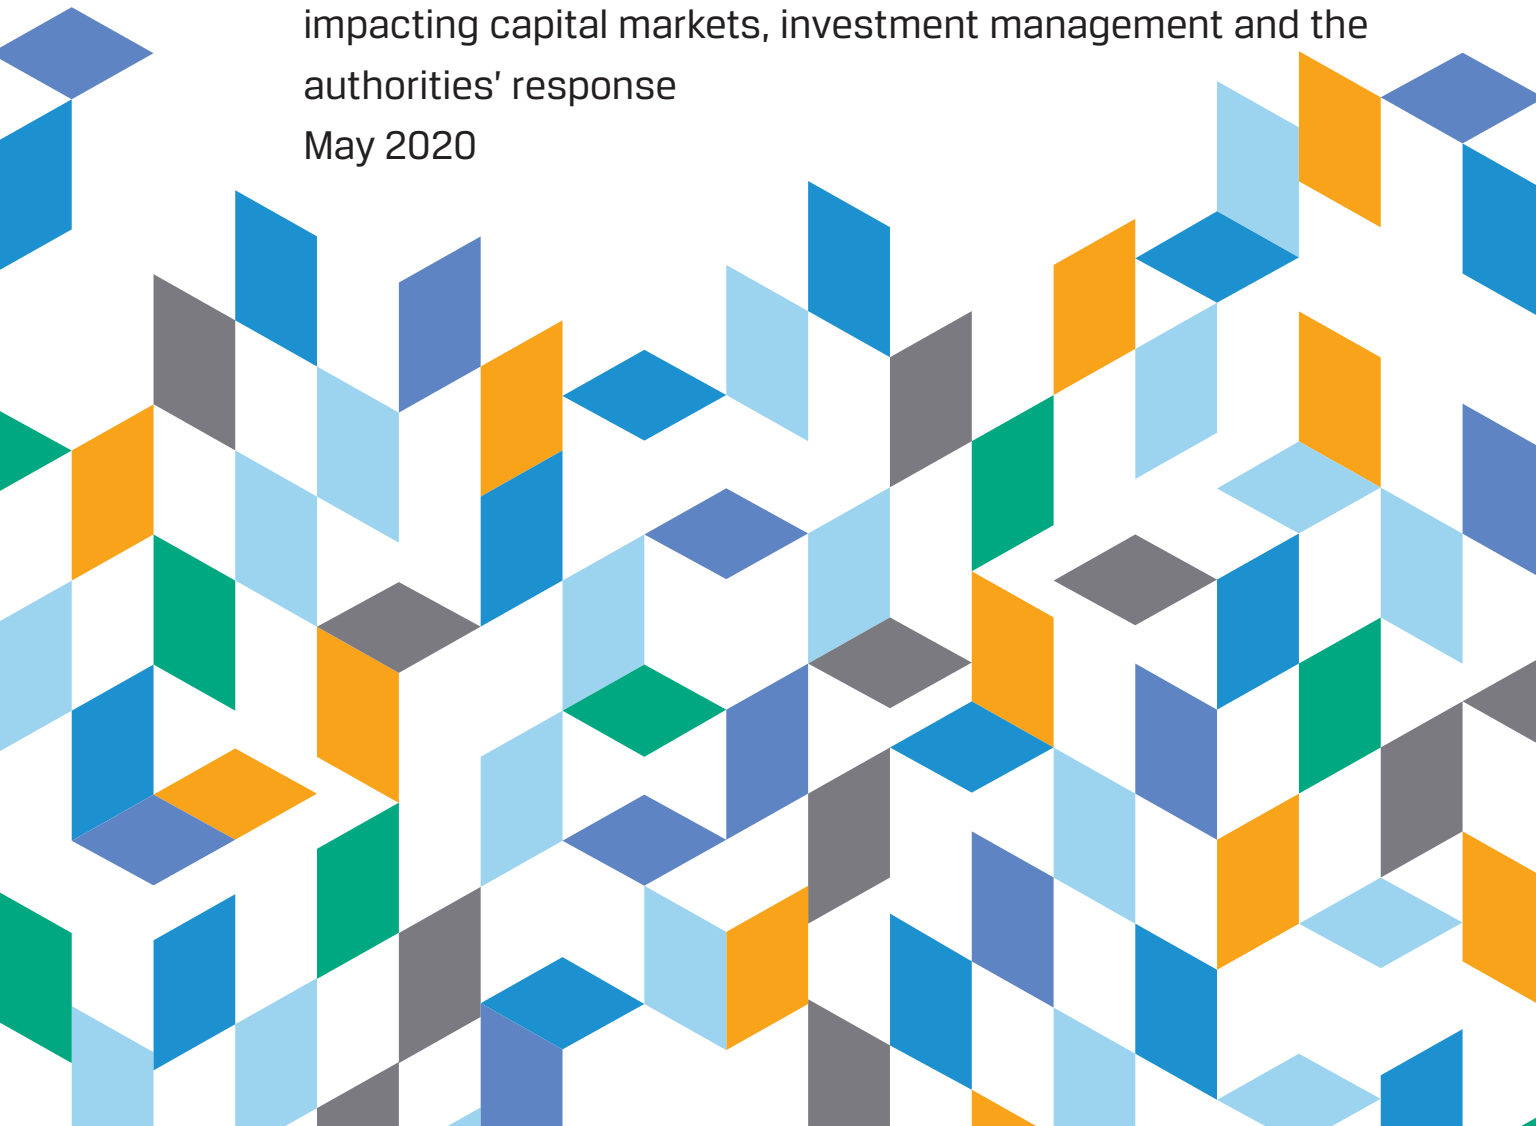 impacting capital markets, investment management and the
authorities’ response
May 2020